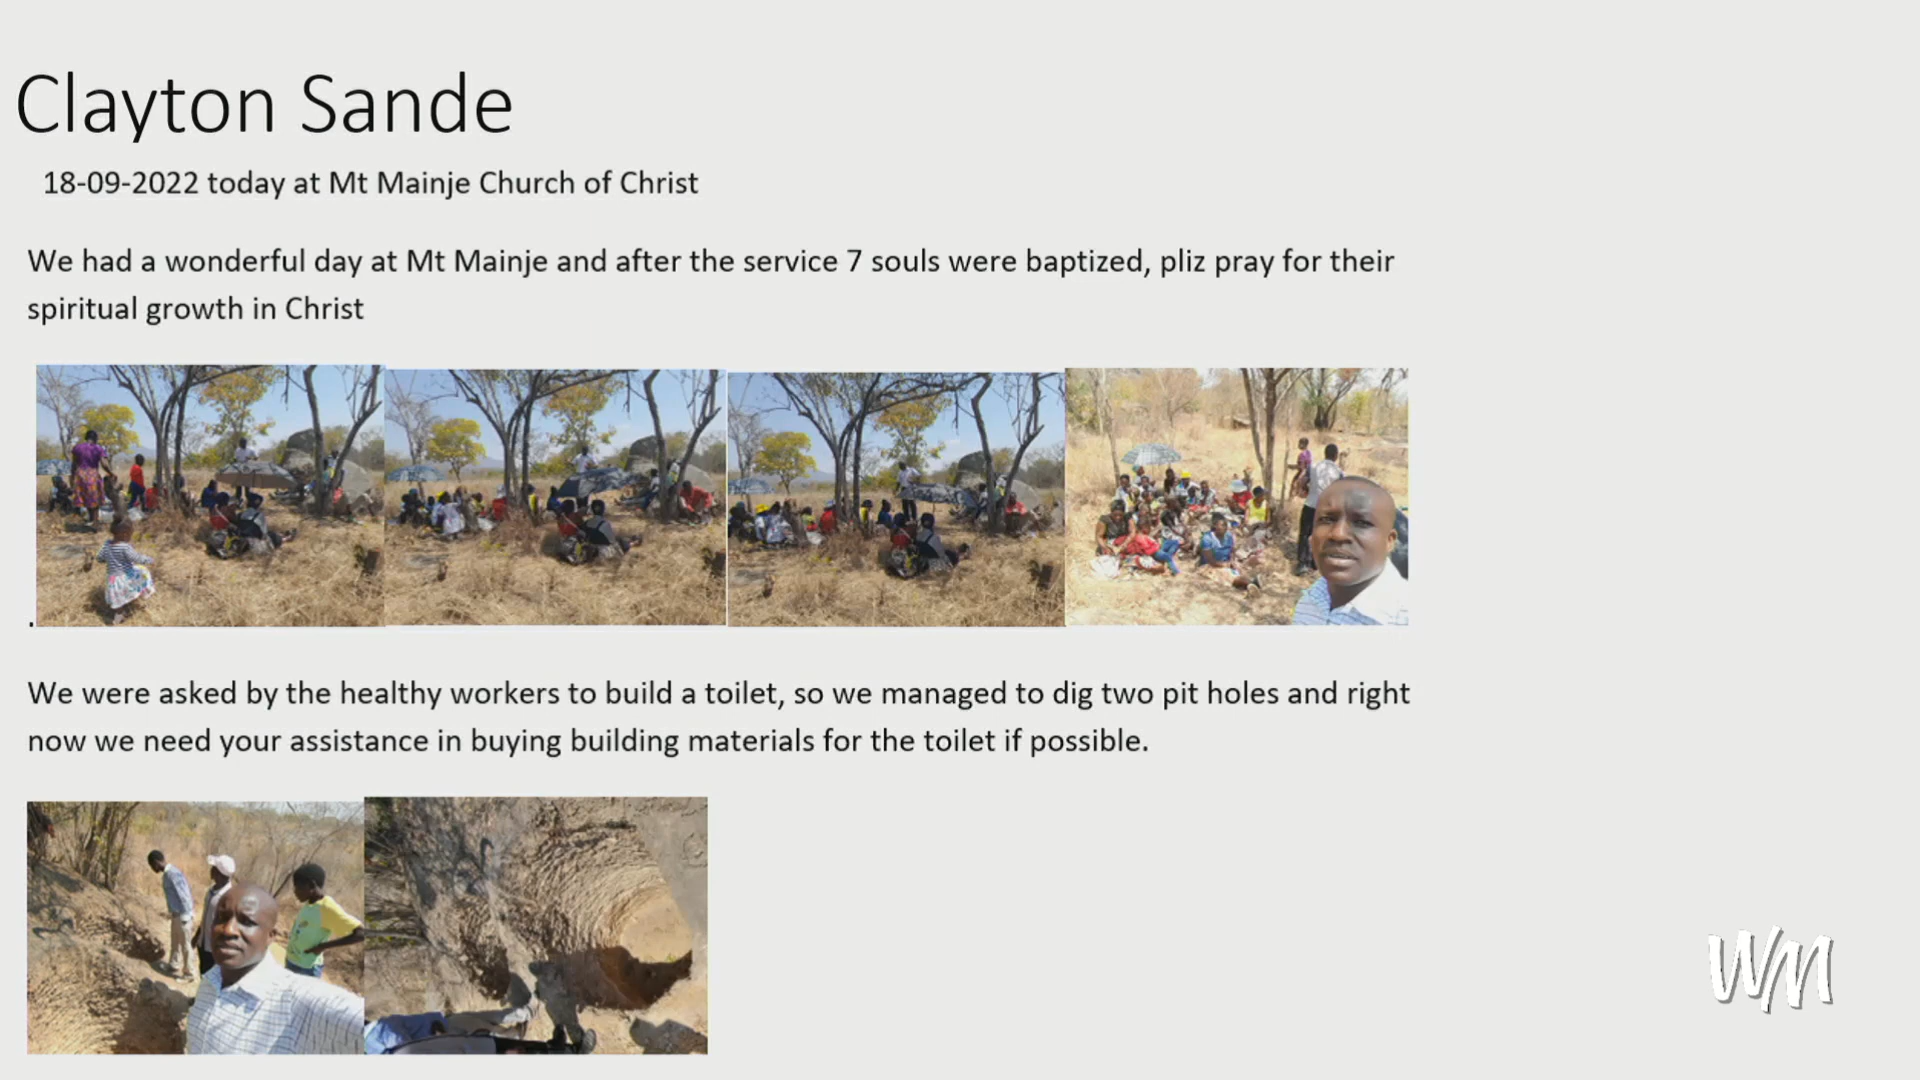 Clayton Sande
18-09-2022 today at Mt Mainje Church of Christ
We had a wonderful day at Mt Mainje and after the service 7 souls were baptized, pliz pray for their
spiritual growth in Christ
.
We were asked by the healthy workers to build a toilet, so we managed to dig two pit holes and right
now we need your assistance in buying building materials for the toilet if possible.
WM